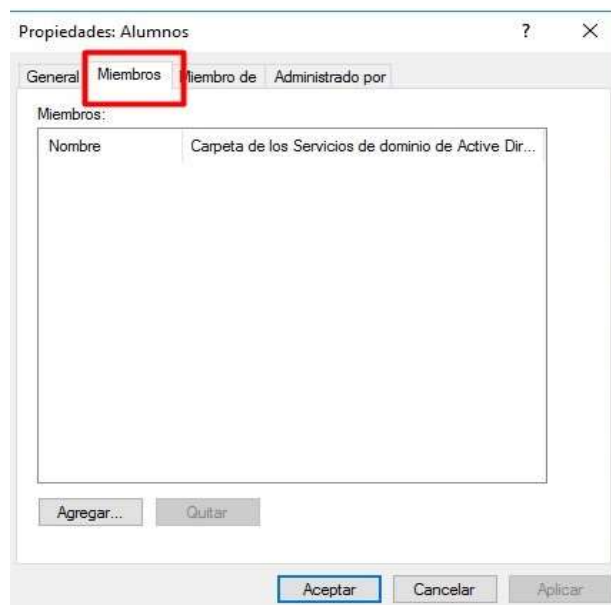 Propiedades: Alumnos ? ×
General Miembros Miembro de Administrado por
Miembros:
Nombre Carpeta de los Servicios de dominio de Active Dir...
Agregar... Quitar
Aceptar Cancelar Aplicar